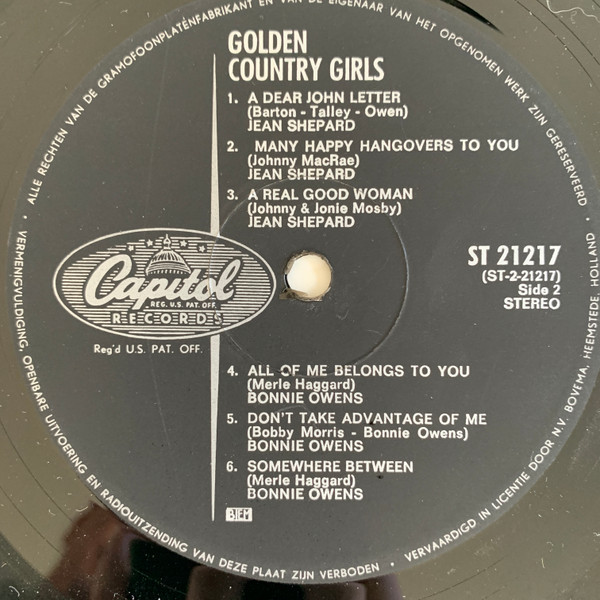 ALLE RECHTEN VAN DE GRAMOFOONPLATENFABRIKANT EN VAN DE EIGENAAR VAN HET OPGENOMEN WERK ZIJN GERESERVEERD
GOLDEN
COUNTRY GIRLS
1. A DEAR JOHN LETTER
(Barton - Talley - Owen)
JEAN SHEPARD
2. MANY HAPPY HANGOVERS TO YOU
(Johnny MacRae)
JEAN SHEPARD
3. A REAL GOOD WOMAN
(Johnny & Jonie Mosby)
JEAN SHEPARD
Capitol
REG. U.S. PAT. OFF.
RECORDS
Reg'd U.S. PAT. OFF.
ST 21217
(ST-2-21217)
Side 2
STEREO
4. ALL OF ME BELONGS TO YOU
(Merle Haggard)
BONNIE OWENS
5. DON'T TAKE ADVANTAGE OF ME
(Bobby Morris - Bonnie Owens)
BONNIE OWENS
6. SOMEWHERE BETWEEN
(Merle Haggard)
BONNIE OWENS
BIEM
VERMENIGVULDIGING, OPENBARE UITVOERING EN RADIOUITZENDING VAN DEZE PLAAT ZIJN VERBODEN
VERVAARDIGD IN LICENTIE DOOR N.V. BOVEMA, HEEMSTEDE, HOLLAND